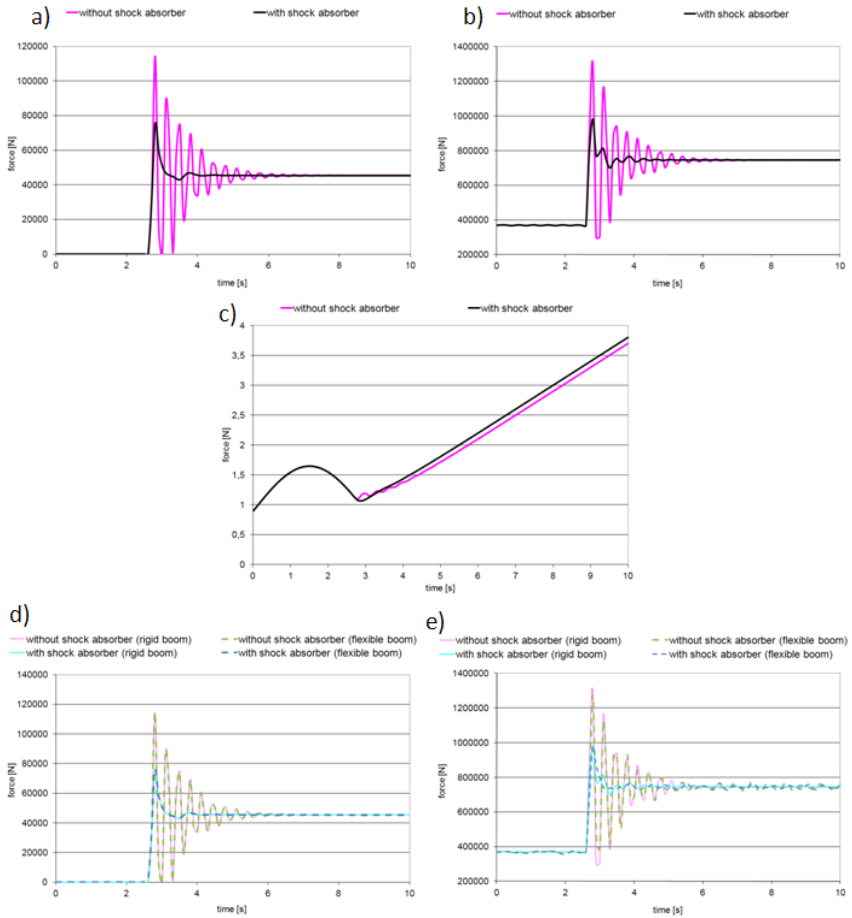 a)
without shock absorber with shock absorber
120000
100000
80000
60000
40000
20000
0
force [N]
0 2 4 6 8 10
time [s]
b)
without shock absorber with shock absorber
1400000
1200000
1000000
800000
600000
400000
200000
force [N]
0 2 4 6 8 10
time [s]
c)
without shock absorber with shock absorber
4
3,5
3
2,5
2
1,5
1
0,5
0
force [N]
0 1 2 3 4 5 6 7 8 9 10
time [s]
d)
without shock absorber (rigid boom) without shock absorber (flexible boom)
with shock absorber (rigid boom) with shock absorber (flexible boom)
140000
120000
100000
80000
60000
40000
20000
0
force [N]
0 2 4 6 8 10
time [s]
e)
without shock absorber (rigid boom) without shock absorber (flexible boom)
with shock absorber (rigid boom) with shock absorber (flexible boom)
1400000
1200000
1000000
800000
600000
400000
200000
force [N]
0 2 4 6 8 10
time [s]